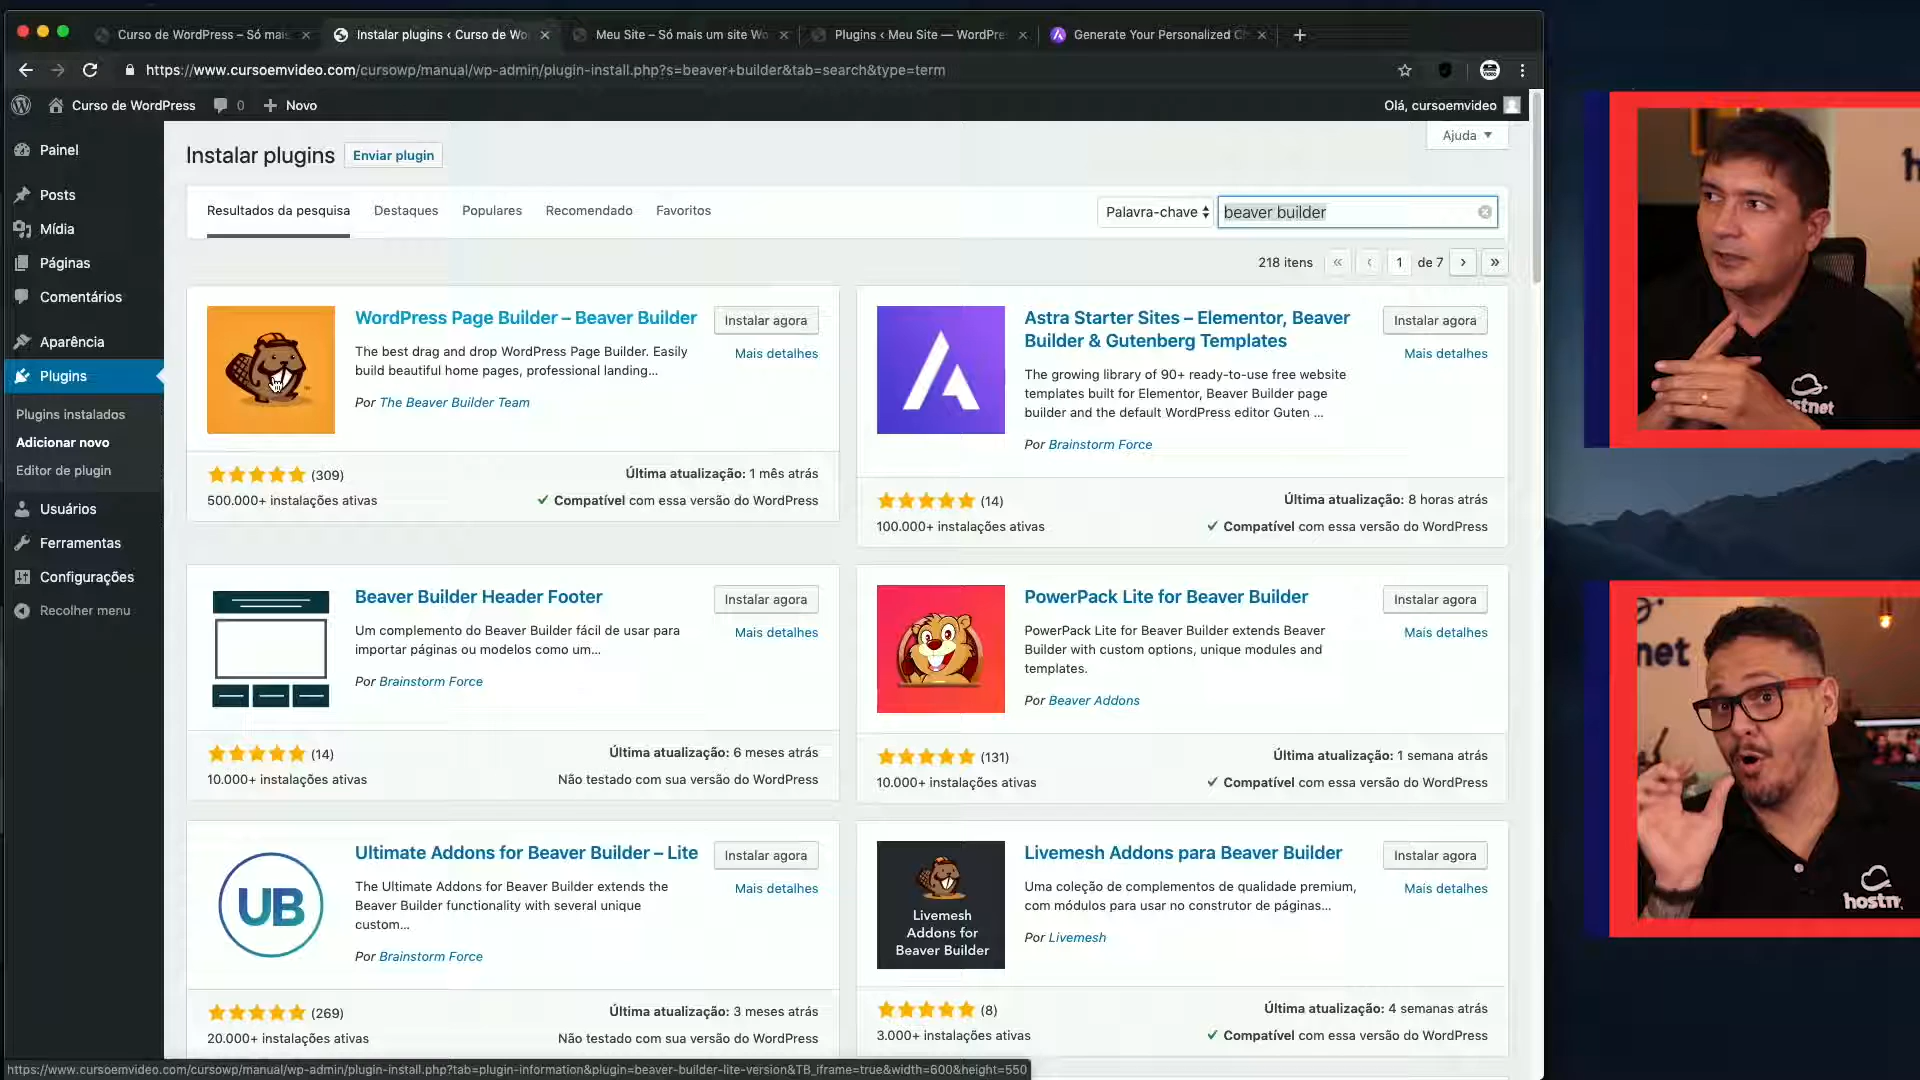 Curso de WordPress – Só mais
Instalar plugins ‹ Curso de Wo
Meu Site – Só mais um site Wo
Plugins ‹ Meu Site — WordPre
Generate Your Personalized Ch
https://www.cursoemvideo.com/cursowp/manual/wp-admin/plugin-install.php?s=beaver+builder&tab=search&type=term
Curso de WordPress
0
Novo
Olá, cursoemvideo
Painel
Posts
Mídia
Páginas
Comentários
Aparência
Plugins
Plugins instalados
Adicionar novo
Editor de plugin
Usuários
Ferramentas
Configurações
Recolher menu
Ajuda
Instalar plugins
Enviar plugin
Resultados da pesquisa
Destaques
Populares
Recomendado
Favoritos
Palavra-chave
beaver builder
218 itens
«
‹
1
de 7
›
»
WordPress Page Builder – Beaver Builder
Instalar agora
Mais detalhes
The best drag and drop WordPress Page Builder. Easily
build beautiful home pages, professional landing...
Por The Beaver Builder Team
(309)
Última atualização: 1 mês atrás
500.000+ instalações ativas
Compatível com essa versão do WordPress
Astra Starter Sites – Elementor, Beaver
Builder & Gutenberg Templates
Instalar agora
Mais detalhes
The growing library of 90+ ready-to-use free website
templates built for Elementor, Beaver Builder page
builder and the default WordPress editor Guten ...
Por Brainstorm Force
(14)
Última atualização: 8 horas atrás
100.000+ instalações ativas
Compatível com essa versão do WordPress
Beaver Builder Header Footer
Instalar agora
Mais detalhes
Um complemento do Beaver Builder fácil de usar para
importar páginas ou modelos como um...
Por Brainstorm Force
(14)
Última atualização: 6 meses atrás
10.000+ instalações ativas
Não testado com sua versão do WordPress
PowerPack Lite for Beaver Builder
Instalar agora
Mais detalhes
PowerPack Lite for Beaver Builder extends Beaver
Builder with custom options, unique modules and
templates.
Por Beaver Addons
(131)
Última atualização: 1 semana atrás
10.000+ instalações ativas
Compatível com essa versão do WordPress
UB
Ultimate Addons for Beaver Builder – Lite
Instalar agora
Mais detalhes
The Ultimate Addons for Beaver Builder extends the
Beaver Builder functionality with several unique
custom...
Por Brainstorm Force
(269)
Última atualização: 3 meses atrás
20.000+ instalações ativas
Não testado com sua versão do WordPress
Livemesh
Addons for
Beaver Builder
Livemesh Addons para Beaver Builder
Instalar agora
Mais detalhes
Uma coleção de complementos de qualidade premium,
com módulos para usar no construtor de páginas...
Por Livemesh
(8)
Última atualização: 4 semanas atrás
3.000+ instalações ativas
Compatível com essa versão do WordPress
https://www.cursoemvideo.com/cursowp/manual/wp-admin/plugin-install.php?tab=plugin-information&plugin=beaver-builder-lite-version&TB_iframe=true&width=600&height=550
h
stnet
net
hostn